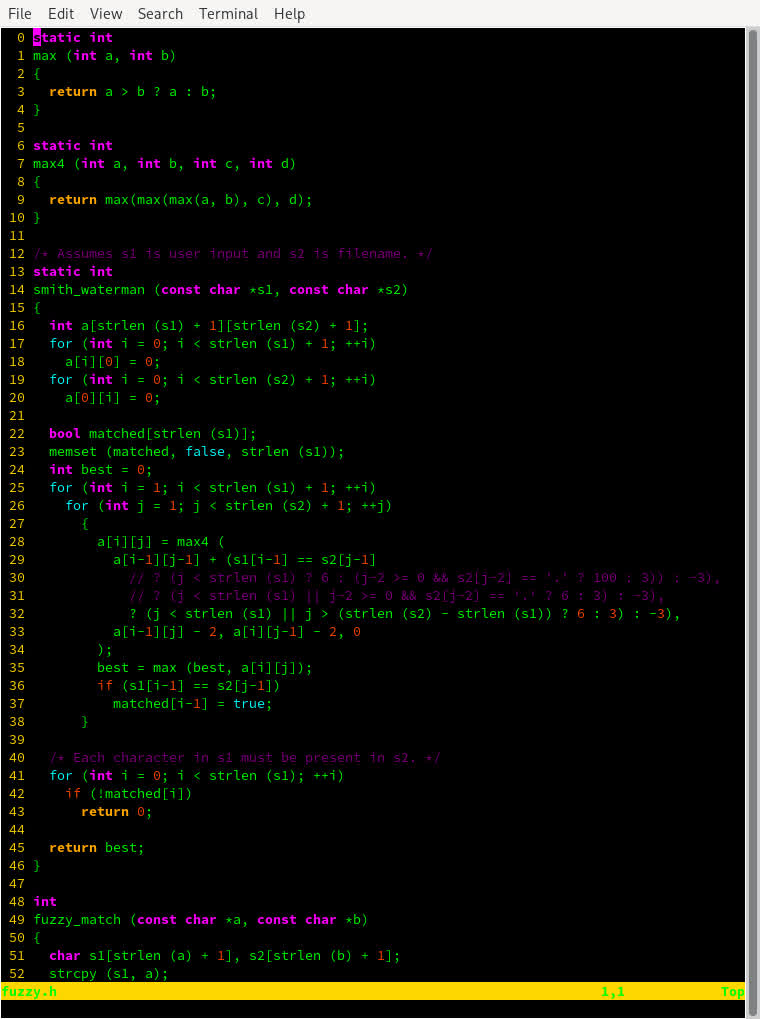 File Edit View Search Terminal Help
0 static int
1 max (int a, int b)
2 {
3   return a > b ? a : b;
4 }
5
6 static int
7 max4 (int a, int b, int c, int d)
8 {
9   return max(max(max(a, b), c), d);
10 }
11
12 /* Assumes s1 is user input and s2 is filename. */
13 static int
14 smith_waterman (const char *s1, const char *s2)
15 {
16   int a[strlen (s1) + 1][strlen (s2) + 1];
17   for (int i = 0; i < strlen (s1) + 1; ++i)
18     a[i][0] = 0;
19   for (int i = 0; i < strlen (s2) + 1; ++i)
20     a[0][i] = 0;
21
22   bool matched[strlen (s1)];
23   memset (matched, false, strlen (s1));
24   int best = 0;
25   for (int i = 1; i < strlen (s1) + 1; ++i)
26     for (int j = 1; j < strlen (s2) + 1; ++j)
27       {
28         a[i][j] = max4 (
29           a[i-1][j-1] + (s1[i-1] == s2[j-1]
30             // ? (j < strlen (s1) ? 6 : (j-2 >= 0 && s2[j-2] == '.' ? 100 : 3)) : -3),
31             // ? (j < strlen (s1) || j-2 >= 0 && s2[j-2] == '.' ? 6 : 3) : -3),
32             ? (j < strlen (s1) || j > (strlen (s2) - strlen (s1)) ? 6 : 3) : -3),
33           a[i-1][j] - 2, a[i][j-1] - 2, 0
34         );
35         best = max (best, a[i][j]);
36         if (s1[i-1] == s2[j-1])
37           matched[i-1] = true;
38       }
39
40   /* Each character in s1 must be present in s2. */
41   for (int i = 0; i < strlen (s1); ++i)
42     if (!matched[i])
43       return 0;
44
45   return best;
46 }
47
48 int
49 fuzzy_match (const char *a, const char *b)
50 {
51   char s1[strlen (a) + 1], s2[strlen (b) + 1];
52   strcpy (s1, a);
fuzzy.h 1,1 Top